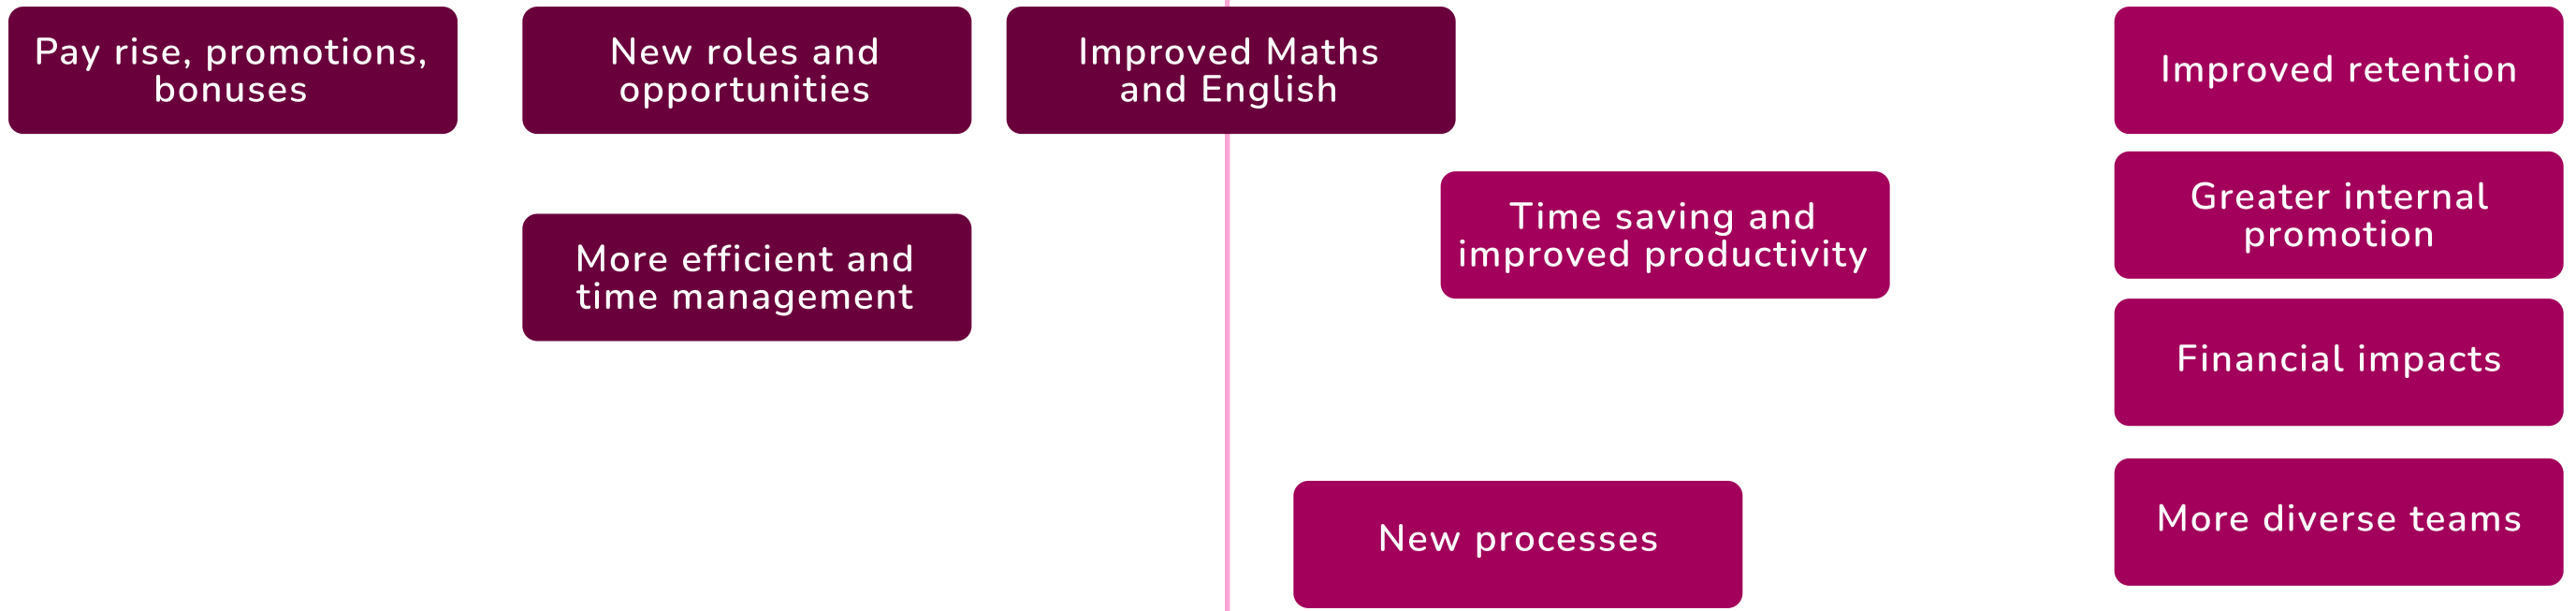 Pay rise, promotions,
bonuses
New roles and
opportunities
Improved Maths
and English
Improved retention
Greater internal
promotion
Time saving and
improved productivity
More efficient and
time management
Financial impacts
More diverse teams
New processes